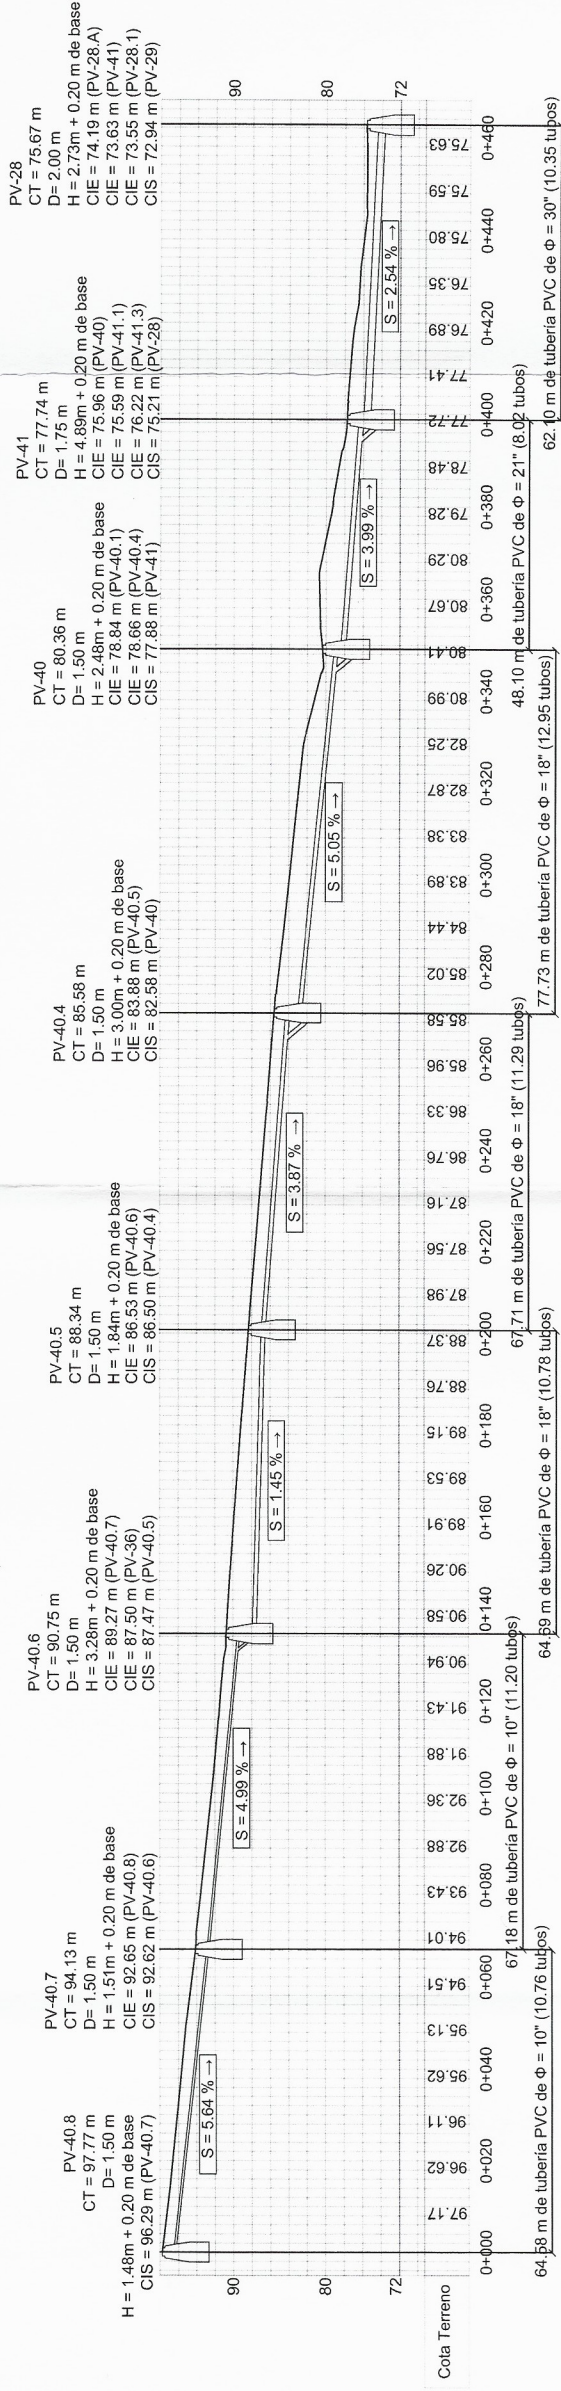 PV-40.8
CT = 97.77 m
D= 1.50 m
H = 1.48m + 0.20 m de base
CIS = 96.29 m (PV-40.7)
PV-40.7
CT = 94.13 m
D= 1.50 m
H = 1.51m + 0.20 m de base
CIE = 92.65 m (PV-40.8)
CIS = 92.62 m (PV-40.6)
PV-40.6
CT = 90.75 m
D= 1.50 m
H = 3.28m + 0.20 m de base
CIE = 89.27 m (PV-40.7)
CIE = 87.50 m (PV-36)
CIS = 87.47 m (PV-40.5)
PV-40.5
CT = 88.34 m
D= 1.50 m
H = 1.84m + 0.20 m de base
CIE = 86.53 m (PV-40.6)
CIS = 86.50 m (PV-40.4)
PV-40.4
CT = 85.58 m
D= 1.50 m
H = 3.00m + 0.20 m de base
CIE = 83.88 m (PV-40.5)
CIS = 82.58 m (PV-40)
PV-40
CT = 80.36 m
D= 1.50 m
H = 2.48m + 0.20 m de base
CIE = 78.84 m (PV-40.1)
CIE = 78.66 m (PV-40.4)
CIS = 77.88 m (PV-41)
PV-41
CT = 77.74 m
D= 1.75 m
H = 4.89m + 0.20 m de base
CIE = 75.96 m (PV-40)
CIE = 75.59 m (PV-41.1)
CIE = 76.22 m (PV-41.3)
CIS = 75.21 m (PV-28)
PV-28
CT = 75.67 m
D= 2.00 m
H = 2.73m + 0.20 m de base
CIE = 74.19 m (PV-28.A)
CIE = 73.63 m (PV-41)
CIE = 73.55 m (PV-28.1)
CIS = 72.94 m (PV-29)
90
80
72
90
80
72
S = 5.64 % →
S = 4.99 % →
S = 1.45 % →
S = 3.87 % →
S = 5.05 % →
S = 3.99 % →
S = 2.54 % →
Cota Terreno
97.17 96.62 96.11 95.62 95.13 94.51 94.01 93.43 92.88 92.36 91.88 91.43 90.94 90.58 90.26 89.91 89.53 89.15 88.76 88.37 87.98 87.56 87.16 86.76 86.33 85.96 85.58 85.02 84.44 83.89 83.38 82.87 82.25 80.99 80.41 80.67 80.29 79.28 78.48 77.72 77.41 76.89 76.35 75.80 75.59 75.63
0+000 0+020 0+040 0+060 0+080 0+100 0+120 0+140 0+160 0+180 0+200 0+220 0+240 0+260 0+280 0+300 0+320 0+340 0+360 0+380 0+400 0+420 0+440 0+460
64.58 m de tubería PVC de Φ = 10" (10.76 tubos)
67.18 m de tubería PVC de Φ = 10" (11.20 tubos)
64.69 m de tubería PVC de Φ = 18" (10.78 tubos)
67.71 m de tubería PVC de Φ = 18" (11.29 tubos)
77.73 m de tubería PVC de Φ = 18" (12.95 tubos)
48.10 m de tubería PVC de Φ = 21" (8.02 tubos)
62.10 m de tubería PVC de Φ = 30" (10.35 tubos)